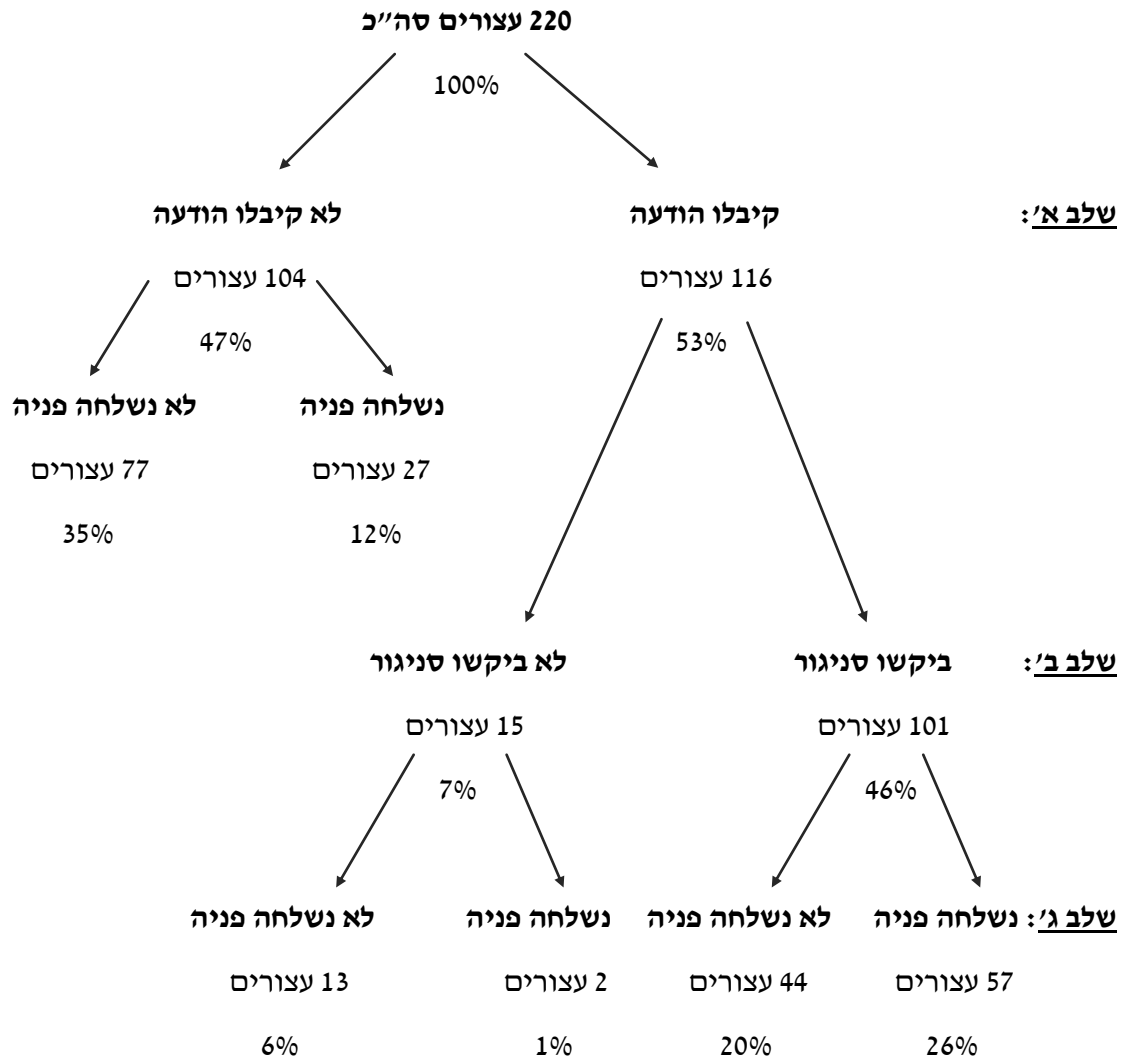 220 עצורים סה״כ
100%
שלב א׳: קיבלו הודעה לא קיבלו הודעה
116 עצורים 104 עצורים
53% 47%
נשלחה פניה לא נשלחה פניה
27 עצורים 77 עצורים
12% 35%
שלב ב׳: ביקשו סניגור לא ביקשו סניגור
101 עצורים 15 עצורים
46% 7%
שלב ג׳: נשלחה פניה לא נשלחה פניה נשלחה פניה לא נשלחה פניה
57 עצורים 44 עצורים 2 עצורים 13 עצורים
26% 20% 1% 6%